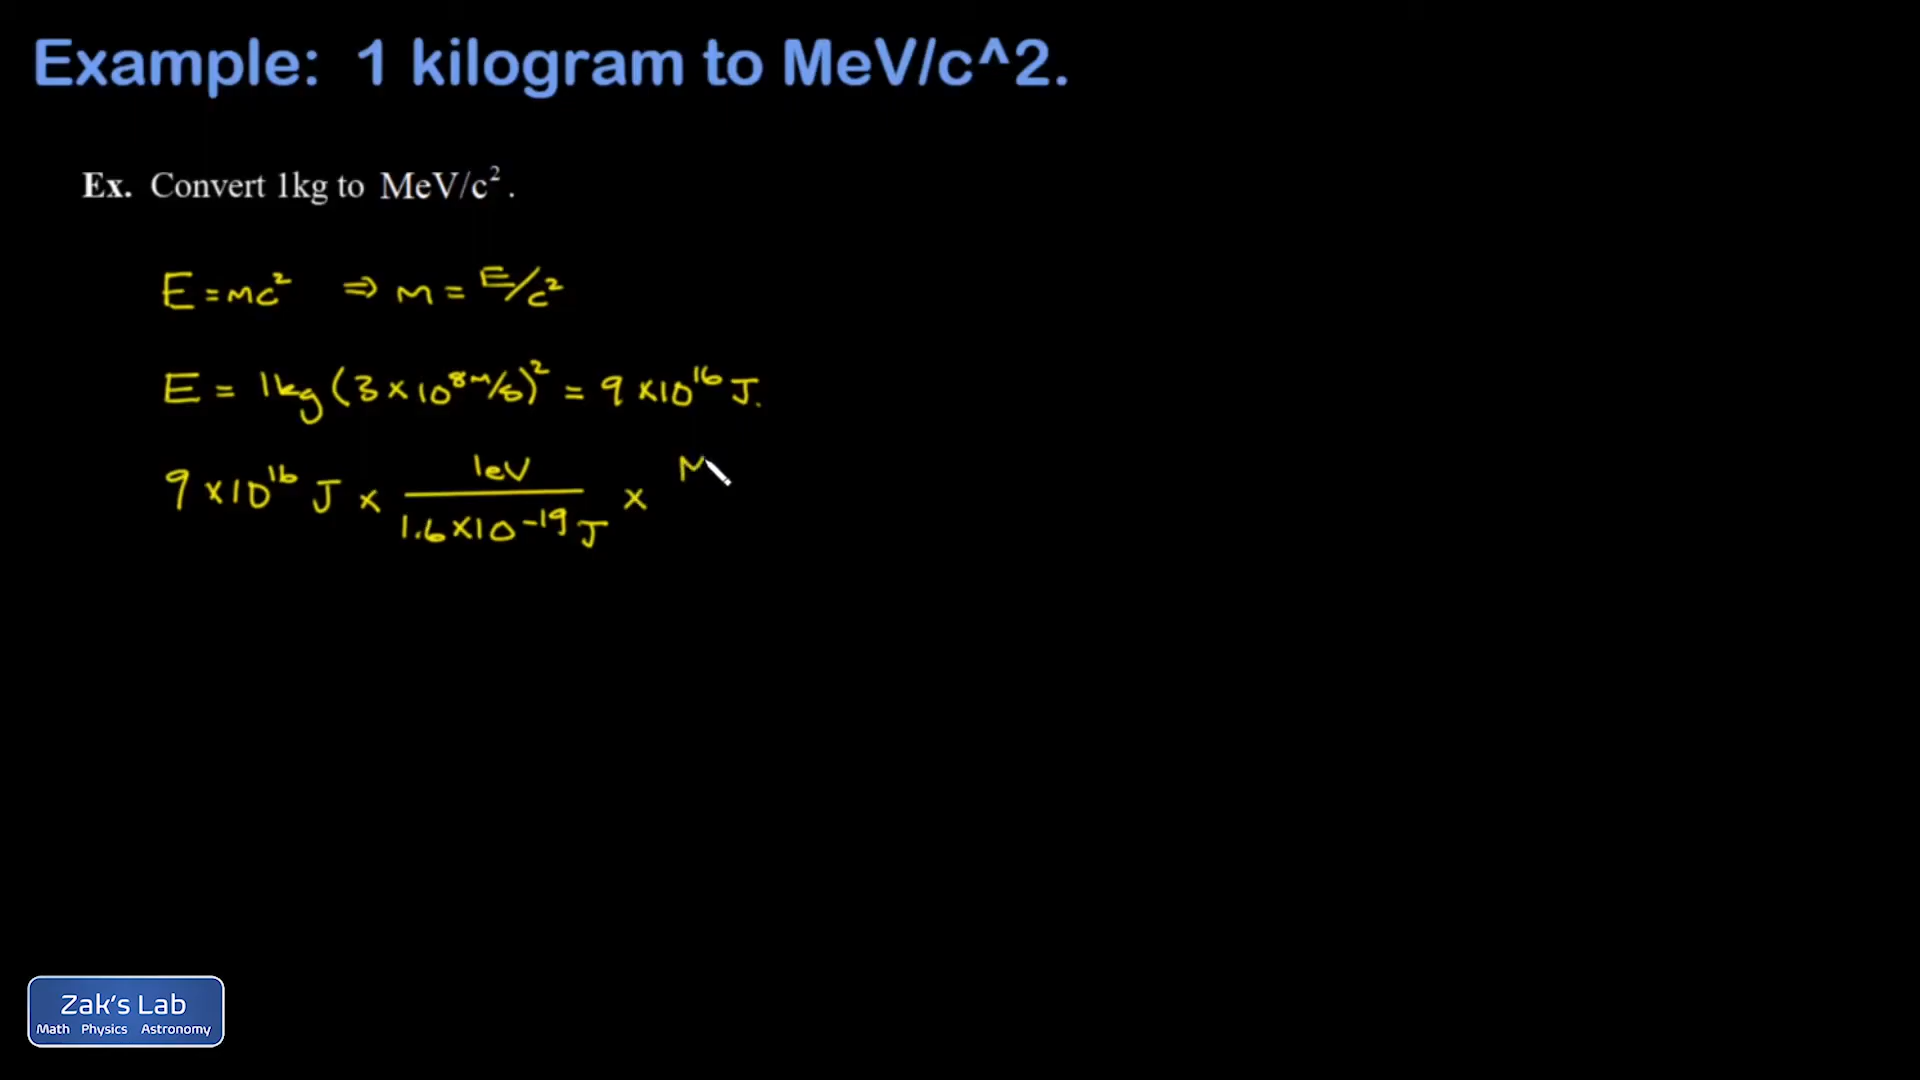 Example: 1 kilogram to MeV/c^2.
Ex. Convert 1kg to MeV/c².
E = mc² ⇒ m = E/c²
E = 1kg (3 × 10⁸ m/s)² = 9 × 10¹⁶ J.
9 × 10¹⁶ J × 1eV / 1.6 × 10⁻¹⁹ J × M
Zak's Lab
Math Physics Astronomy